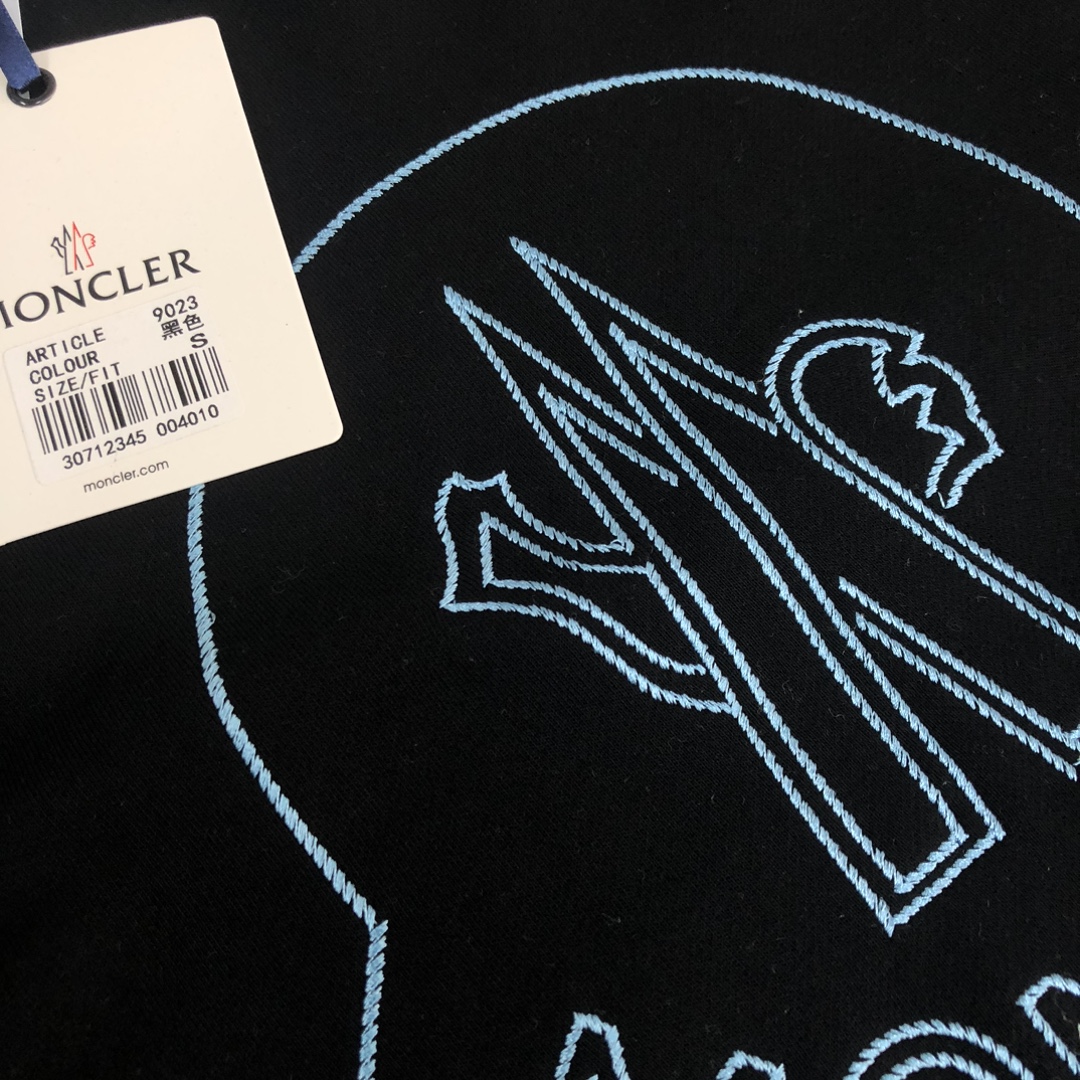 MONCLER
ARTICLE 9023
COLOUR 黑色
SIZE/FIT S
30712345 004010
moncler.com